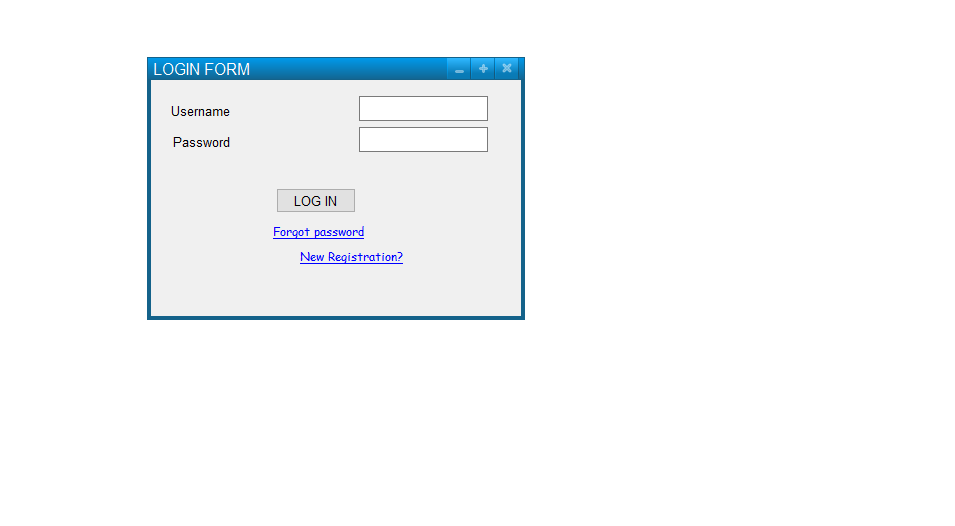 LOGIN FORM
Username
Password
LOG IN
Forgot password
New Registration?